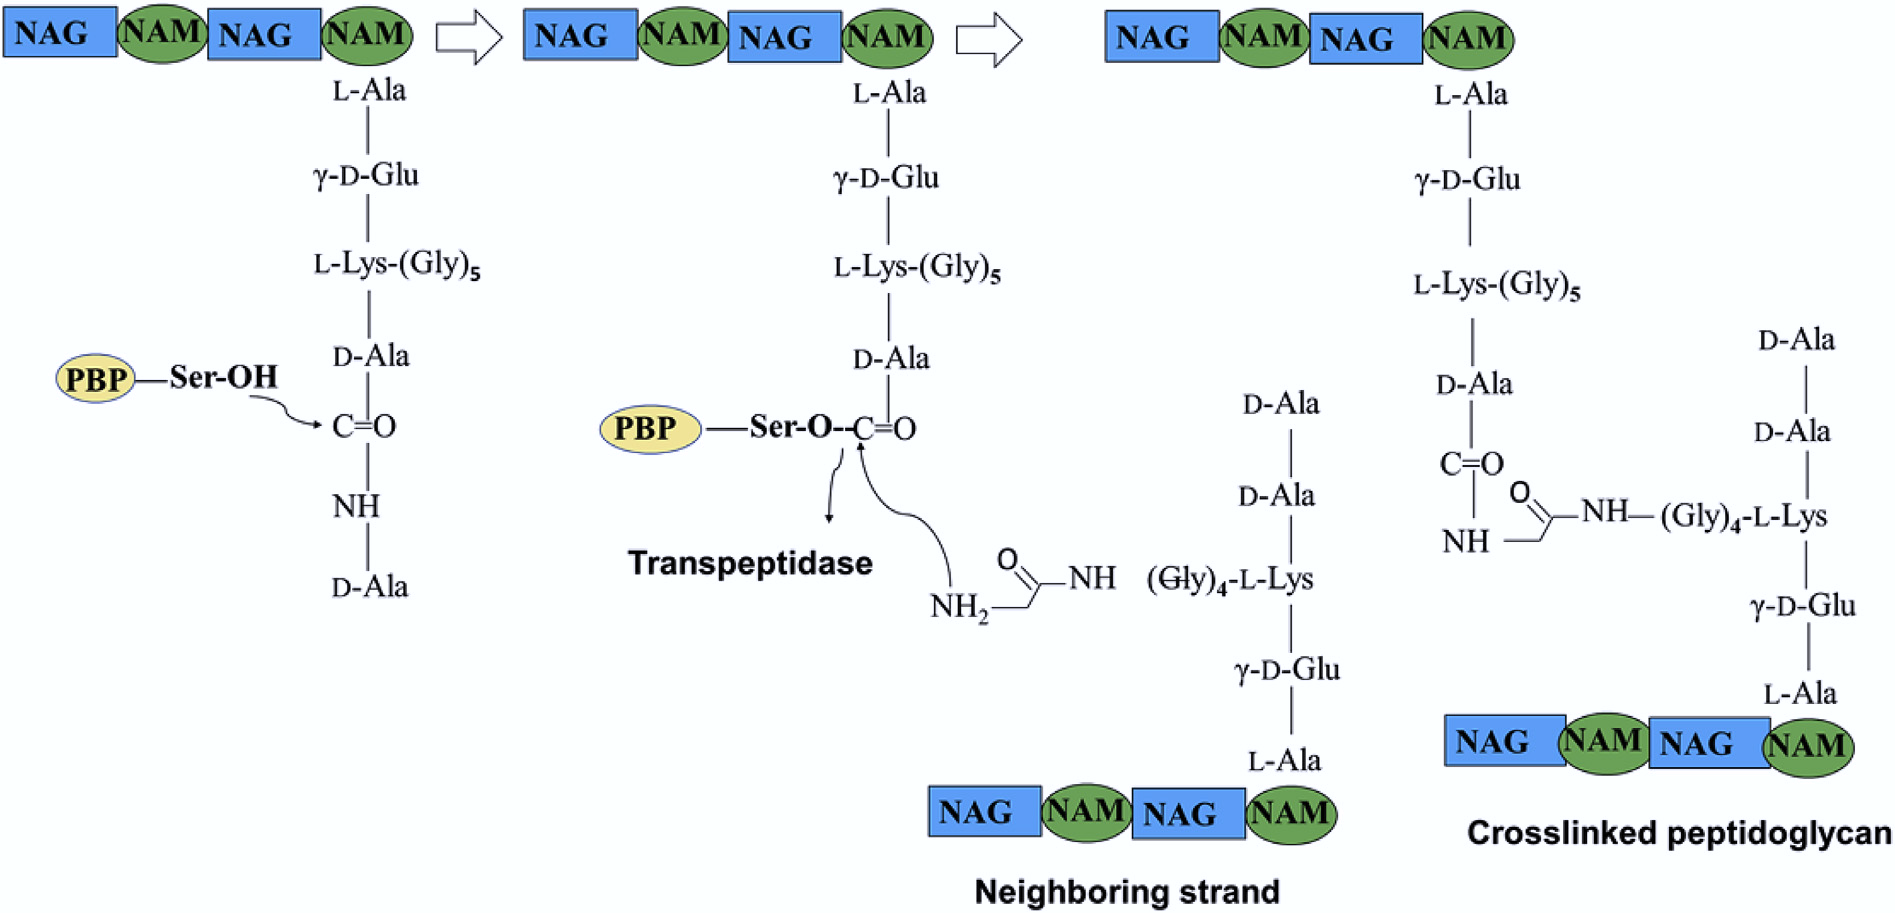 NAG NAM NAG NAM
L-Ala
γ-D-Glu
L-Lys-(Gly)5
D-Ala
PBP Ser-OH
C=O
NH
D-Ala
NAG NAM NAG NAM
L-Ala
γ-D-Glu
L-Lys-(Gly)5
D-Ala
PBP Ser-O--C=O
Transpeptidase
NH2 O NH (Gly)4-L-Lys
D-Ala
D-Ala
γ-D-Glu
L-Ala
NAG NAM NAG NAM
Neighboring strand
NAG NAM NAG NAM
L-Ala
γ-D-Glu
L-Lys-(Gly)5
D-Ala
C=O
NH O NH (Gly)4-L-Lys
D-Ala
D-Ala
γ-D-Glu
L-Ala
NAG NAM NAG NAM
Crosslinked peptidoglycan